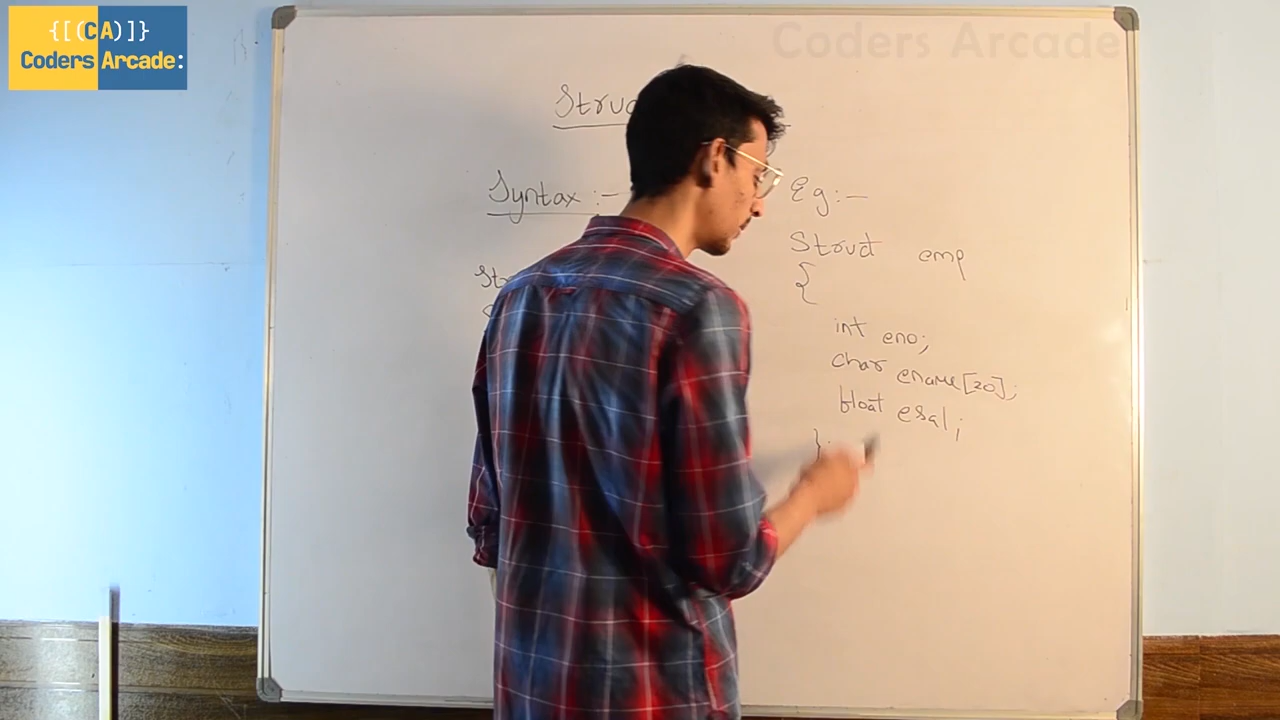 {[(CA)]}
Coders Arcade:
Coders Arcade
Syntax :-
Eg :-
Struct emp
{
int eno;
char ename[20];
float esal;
};